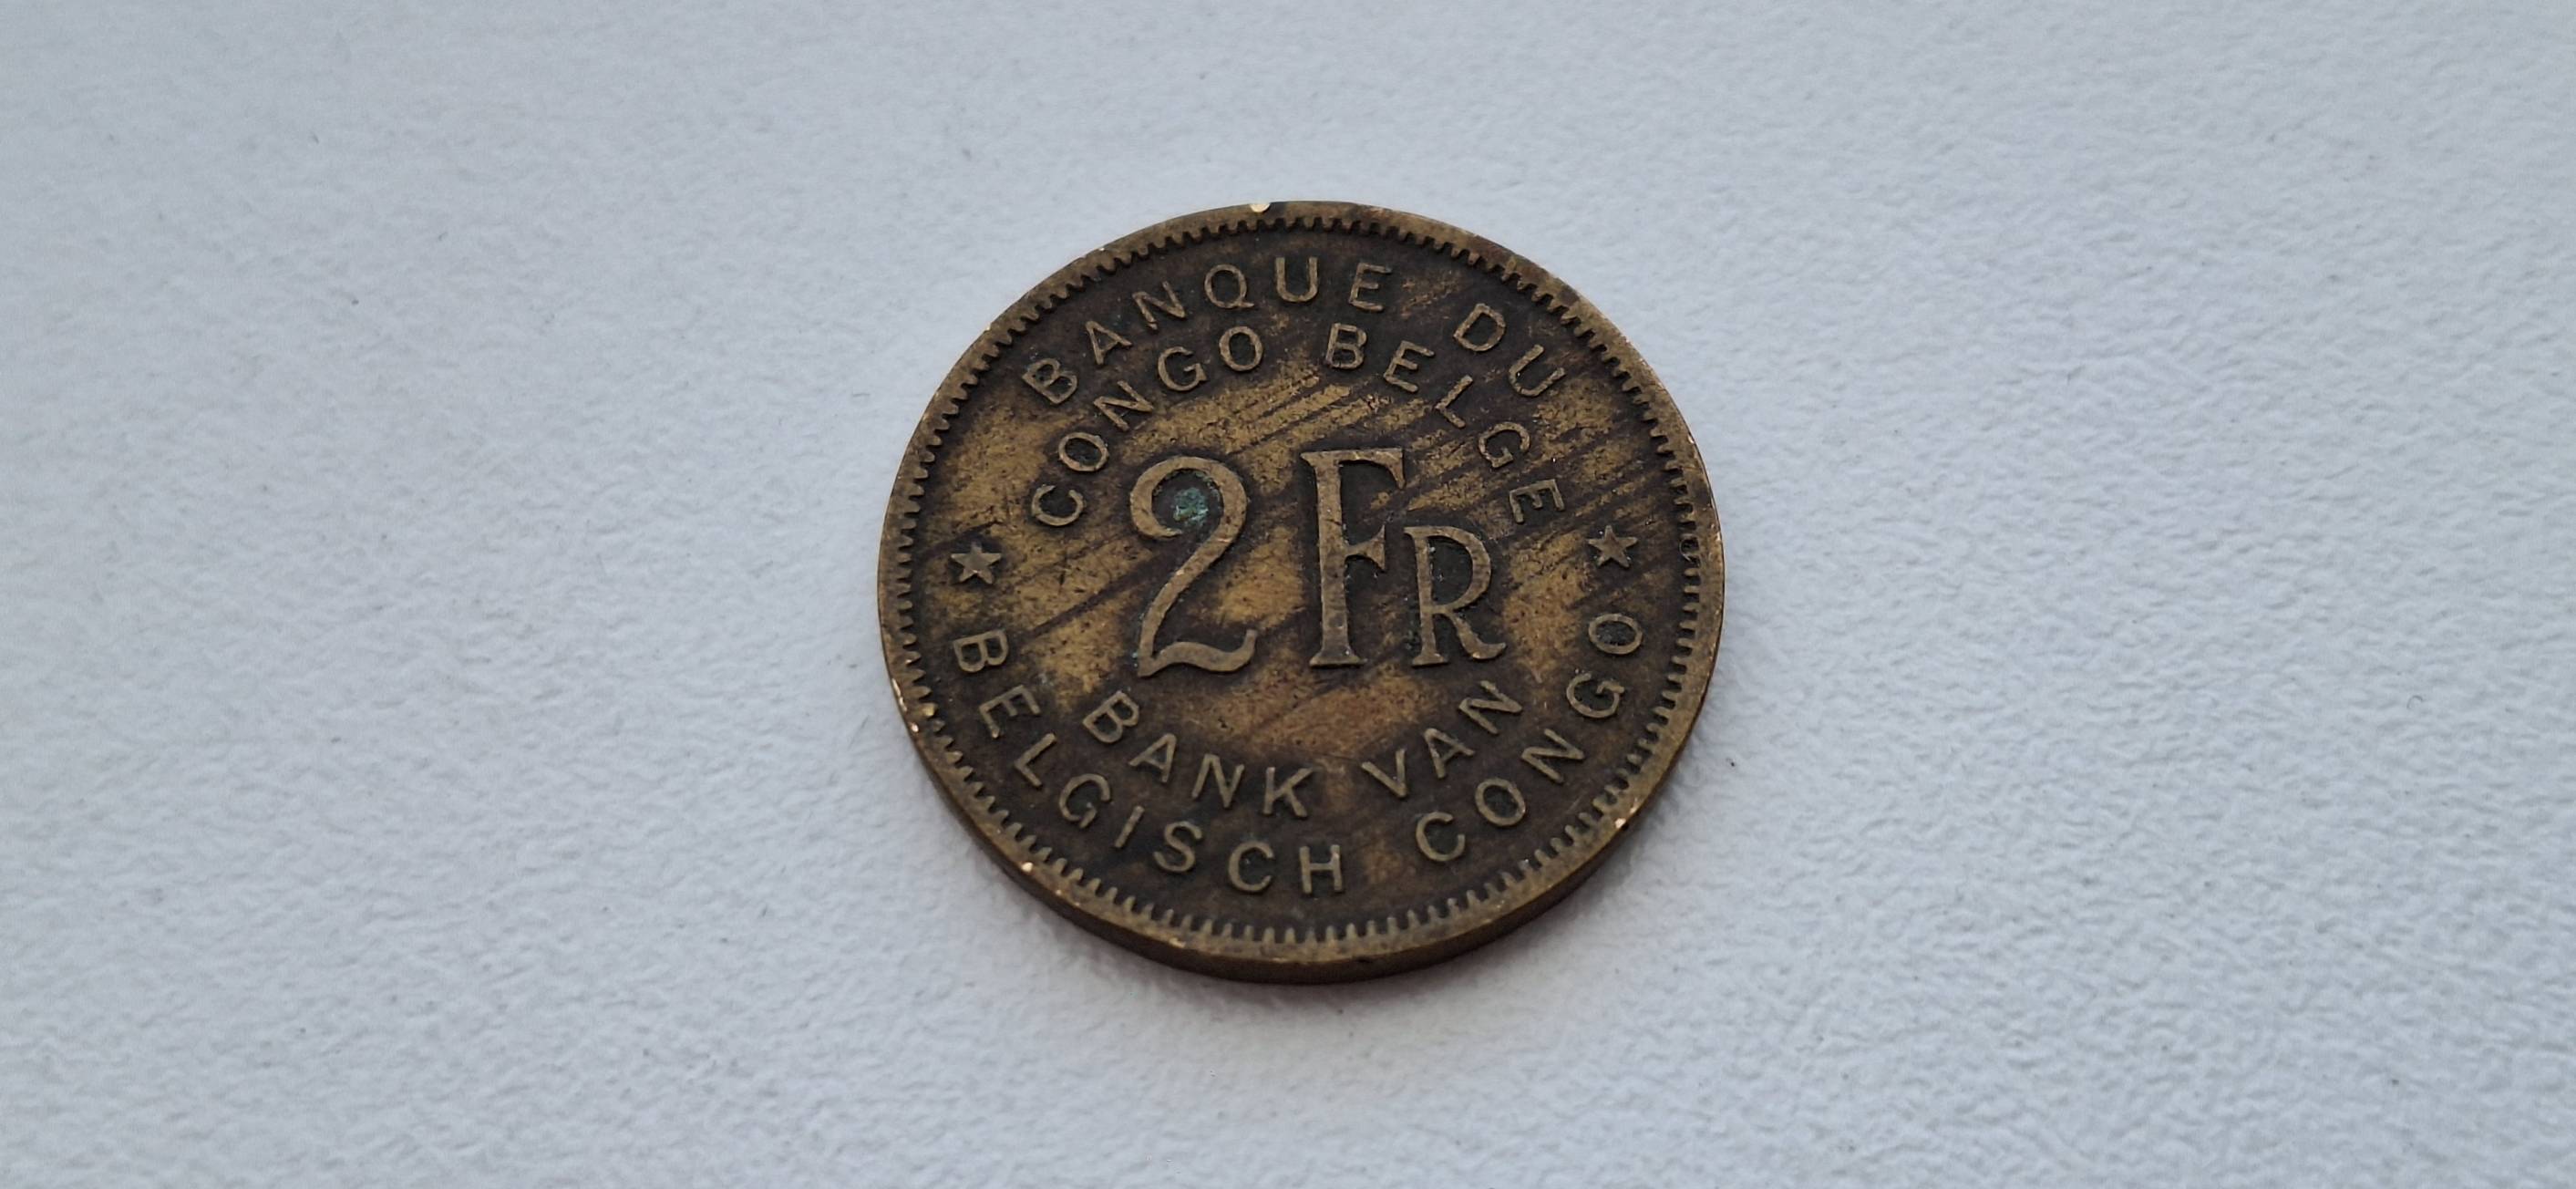 BANQUE DU
CONGO BELGE
2 FR
BANK VAN
BELGISCH CONGO